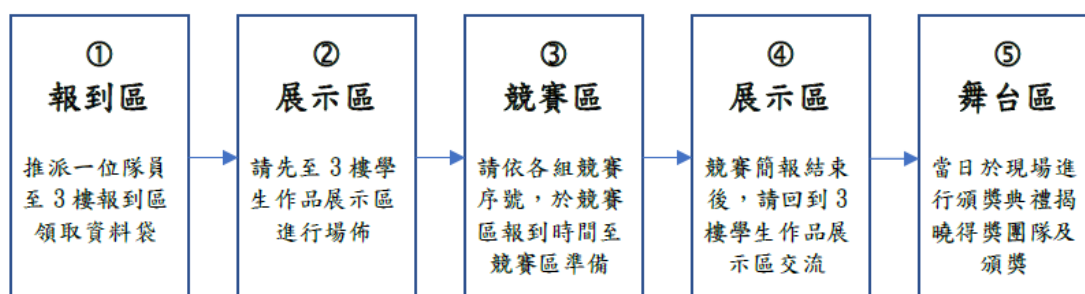 ①
報到區
推派一位隊員
至 3 樓報到區
領取資料袋
②
展示區
請先至 3 樓學
生作品展示區
進行場佈
③
競賽區
請依各組競賽
序號，於競賽
區報到時間至
競賽區準備
④
展示區
競賽簡報結束
後，請回到 3
樓學生作品展
示區交流
⑤
舞台區
當日於現場進
行頒獎典禮揭
曉得獎團隊及
頒獎